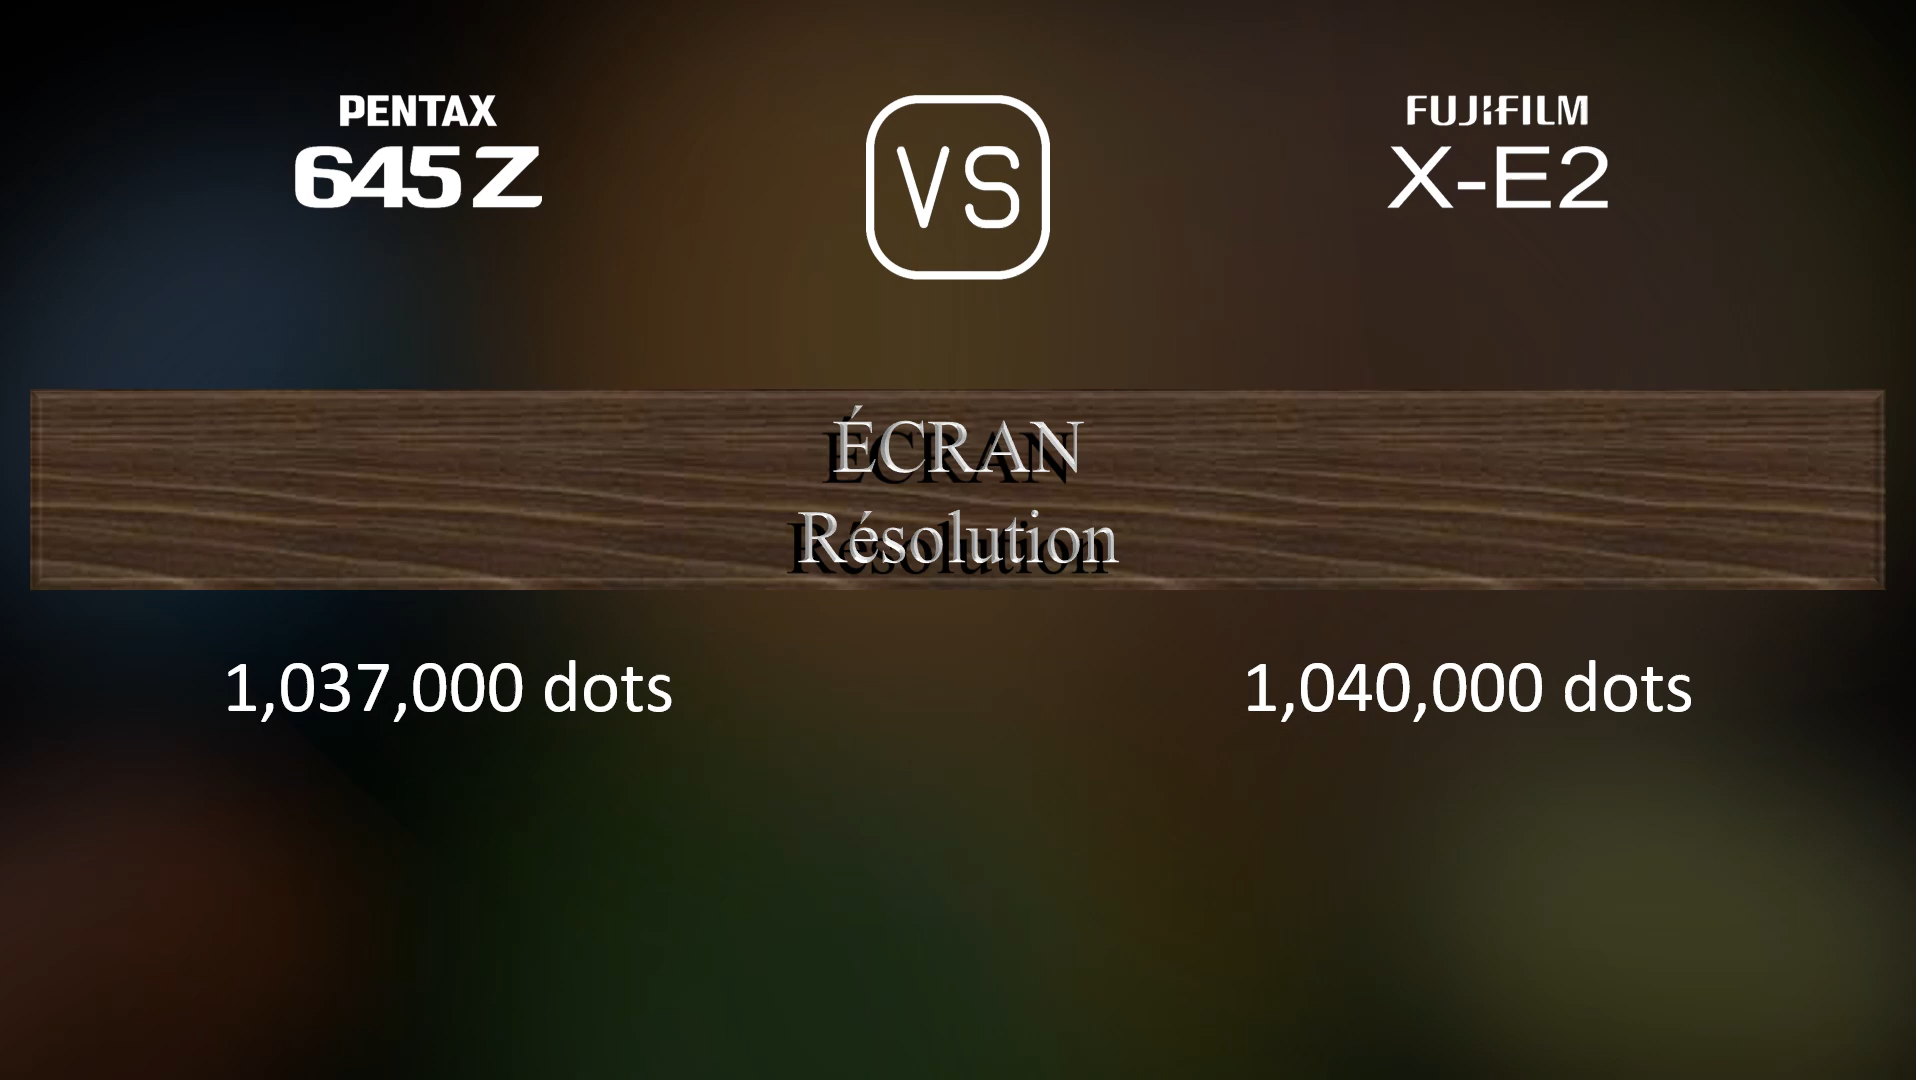 PENTAX
645Z
VS
FUJIFILM
X-E2
ÉCRAN
Résolution
1,037,000 dots
1,040,000 dots